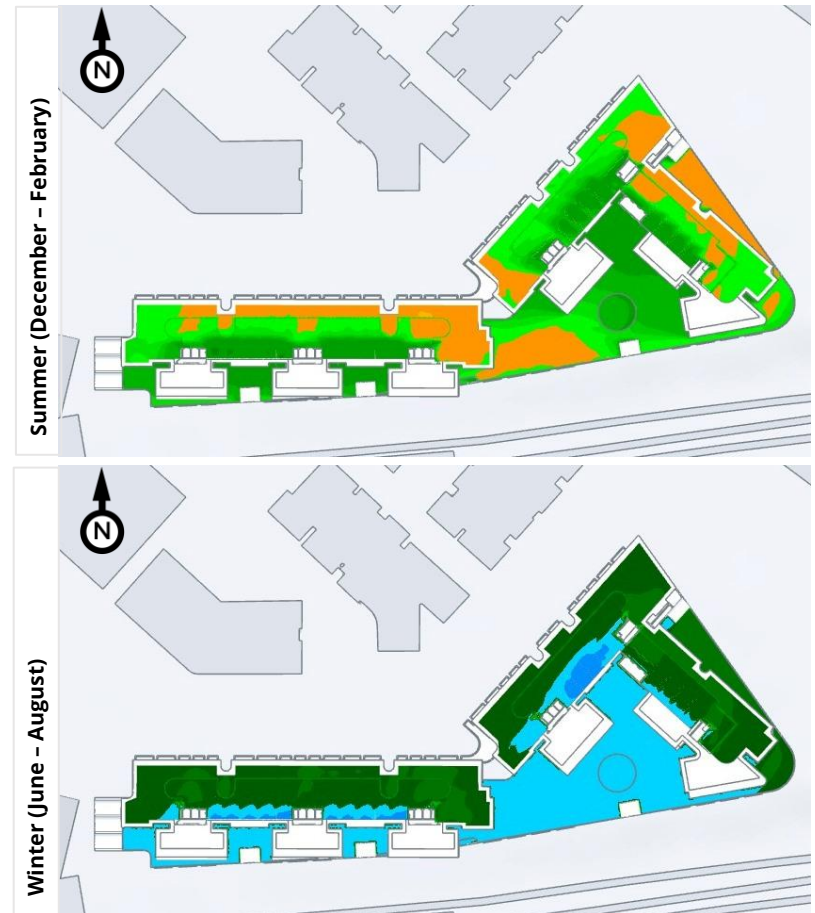 Summer (December – February)
N
Winter (June – August)
N